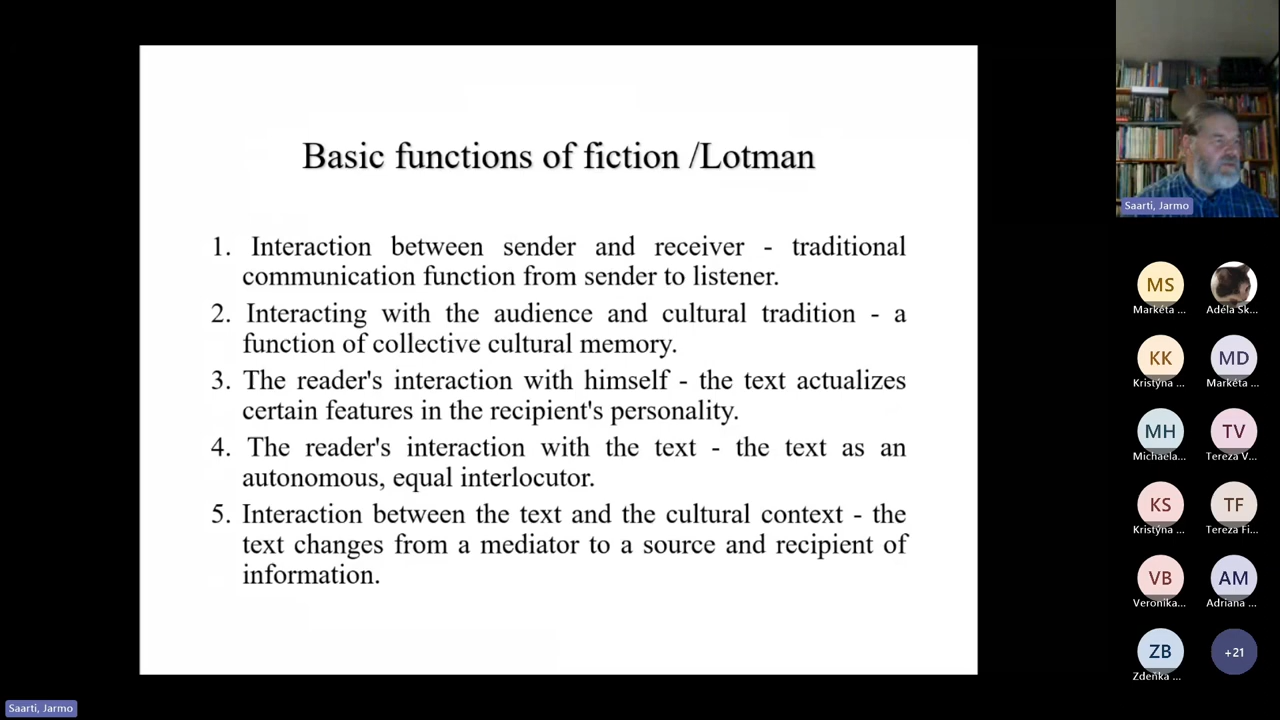 Basic functions of fiction /Lotman
1. Interaction between sender and receiver - traditional
communication function from sender to listener.
2. Interacting with the audience and cultural tradition - a
function of collective cultural memory.
3. The reader's interaction with himself - the text actualizes
certain features in the recipient's personality.
4. The reader's interaction with the text - the text as an
autonomous, equal interlocutor.
5. Interaction between the text and the cultural context - the
text changes from a mediator to a source and recipient of
information.
Saarti, Jarmo
MS
Markéta ...
Adéla Sk...
KK
Kristýna ...
MD
Markéta ...
MH
Michaela...
TV
Tereza V...
KS
Kristýna ...
TF
Tereza Fi...
VB
Veronika...
AM
Adriana ...
ZB
Zdeňka ...
+21
Saarti, Jarmo